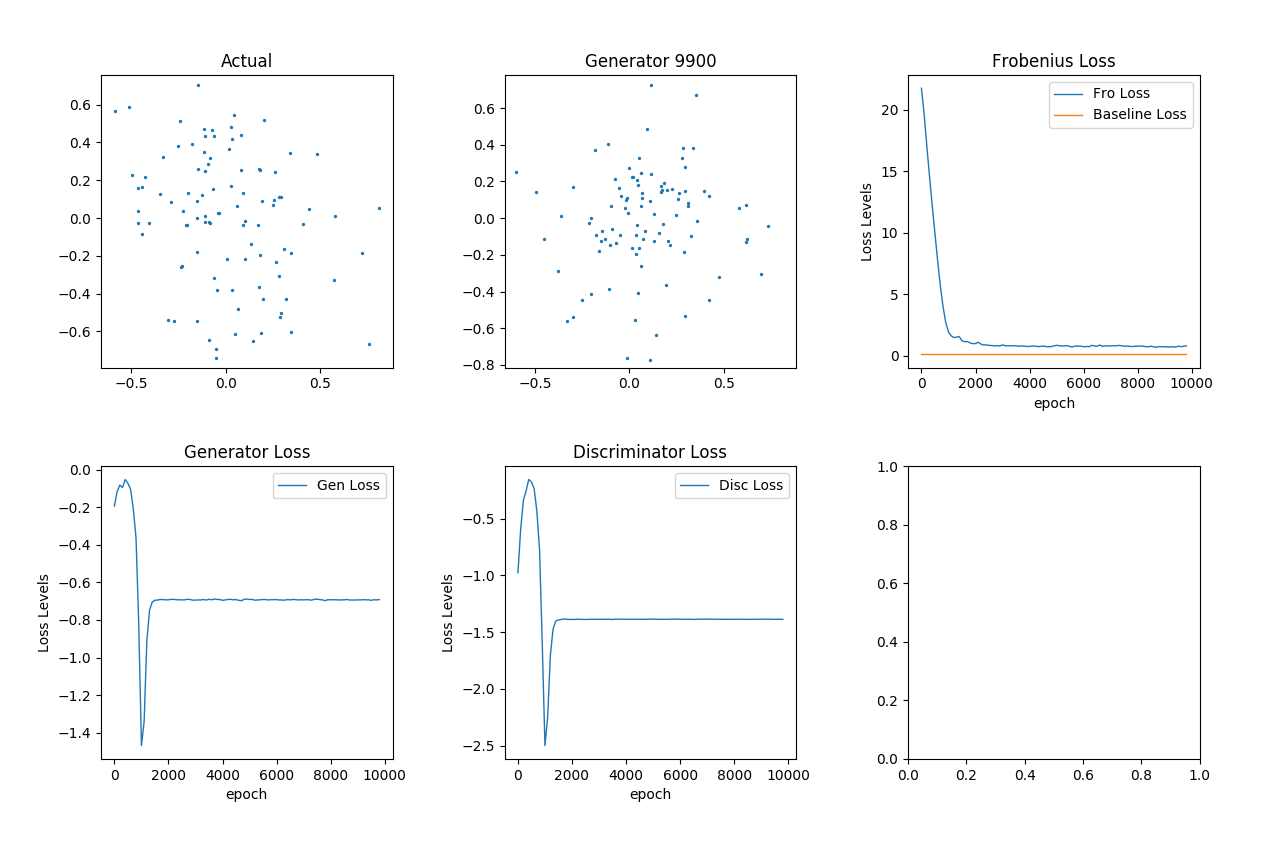 Actual
0.6
0.4
0.2
0.0
−0.2
−0.4
−0.6
−0.5 0.0 0.5
Generator 9900
0.6
0.4
0.2
0.0
−0.2
−0.4
−0.6
−0.8
−0.5 0.0 0.5
Frobenius Loss
Fro Loss
Baseline Loss
Loss Levels
20
15
10
5
0
0 2000 4000 6000 8000 10000
epoch
Generator Loss
Gen Loss
Loss Levels
0.0
−0.2
−0.4
−0.6
−0.8
−1.0
−1.2
−1.4
0 2000 4000 6000 8000 10000
epoch
Discriminator Loss
Disc Loss
Loss Levels
−0.5
−1.0
−1.5
−2.0
−2.5
0 2000 4000 6000 8000 10000
epoch
1.0
0.8
0.6
0.4
0.2
0.0
0.0 0.2 0.4 0.6 0.8 1.0